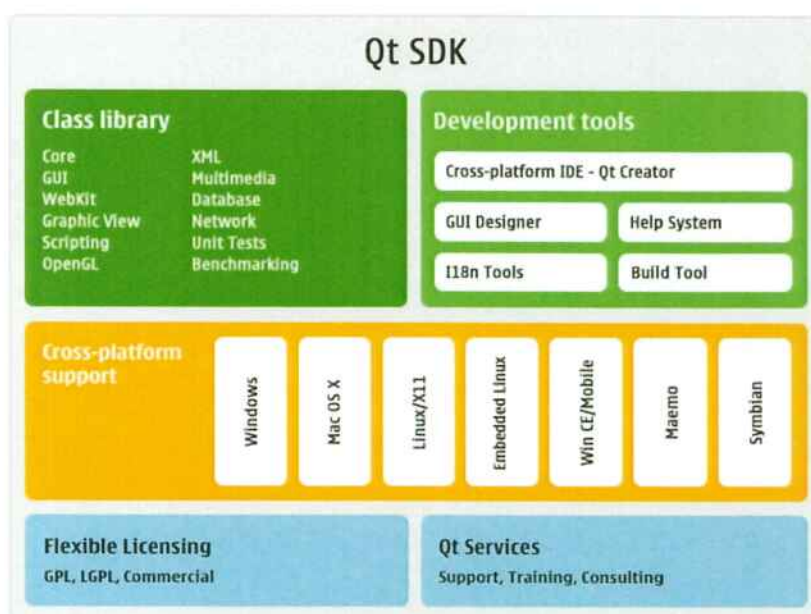 Qt SDK
Class library
Core
GUI
WebKit
Graphic View
Scripting
OpenGL
XML
Multimedia
Database
Network
Unit Tests
Benchmarking
Development tools
Cross-platform IDE - Qt Creator
GUI Designer
Help System
I18n Tools
Build Tool
Cross-platform
support
Windows
Mac OS X
Linux/X11
Embedded Linux
Win CE/Mobile
Maemo
Symbian
Flexible Licensing
GPL, LGPL, Commercial
Qt Services
Support, Training, Consulting